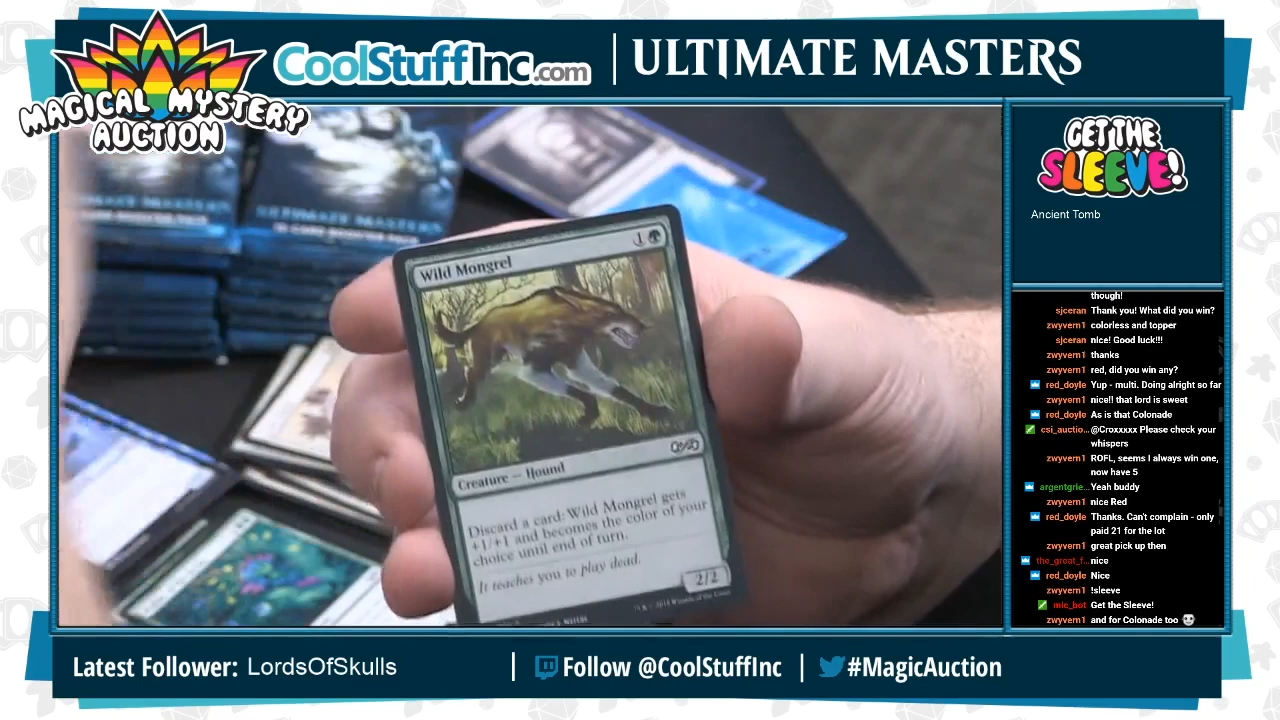 MAGICAL MYSTERY
AUCTION
CoolStuffInc.com
ULTIMATE MASTERS
GET THE
SLEEVE!
Ancient Tomb
ULTIMATE MASTERS
Wild Mongrel
1
Creature — Hound
Discard a card: Wild Mongrel gets
+1/+1 and becomes the color of your
choice until end of turn.
It teaches you to play dead.
2/2
though!
sjceran Thank you! What did you win?
zwyvern1 colorless and topper
sjceran nice! Good luck!!!
zwyvern1 thanks
zwyvern1 red, did you win any?
red_doyle Yup - multi. Doing alright so far
zwyvern1 nice!! that lord is sweet
red_doyle As is that Colonade
csi_auctio... @Croxxxxx Please check your
whispers
zwyvern1 ROFL, seems I always win one,
now have 5
argentgrie... Yeah buddy
zwyvern1 nice Red
red_doyle Thanks. Can't complain - only
paid 21 for the lot
zwyvern1 great pick up then
the_great_f... nice
red_doyle Nice
zwyvern1 !sleeve
mic_bot Get the Sleeve!
zwyvern1 and for Colonade too
Latest Follower: LordsOfSkulls
Follow @CoolStuffInc
#MagicAuction